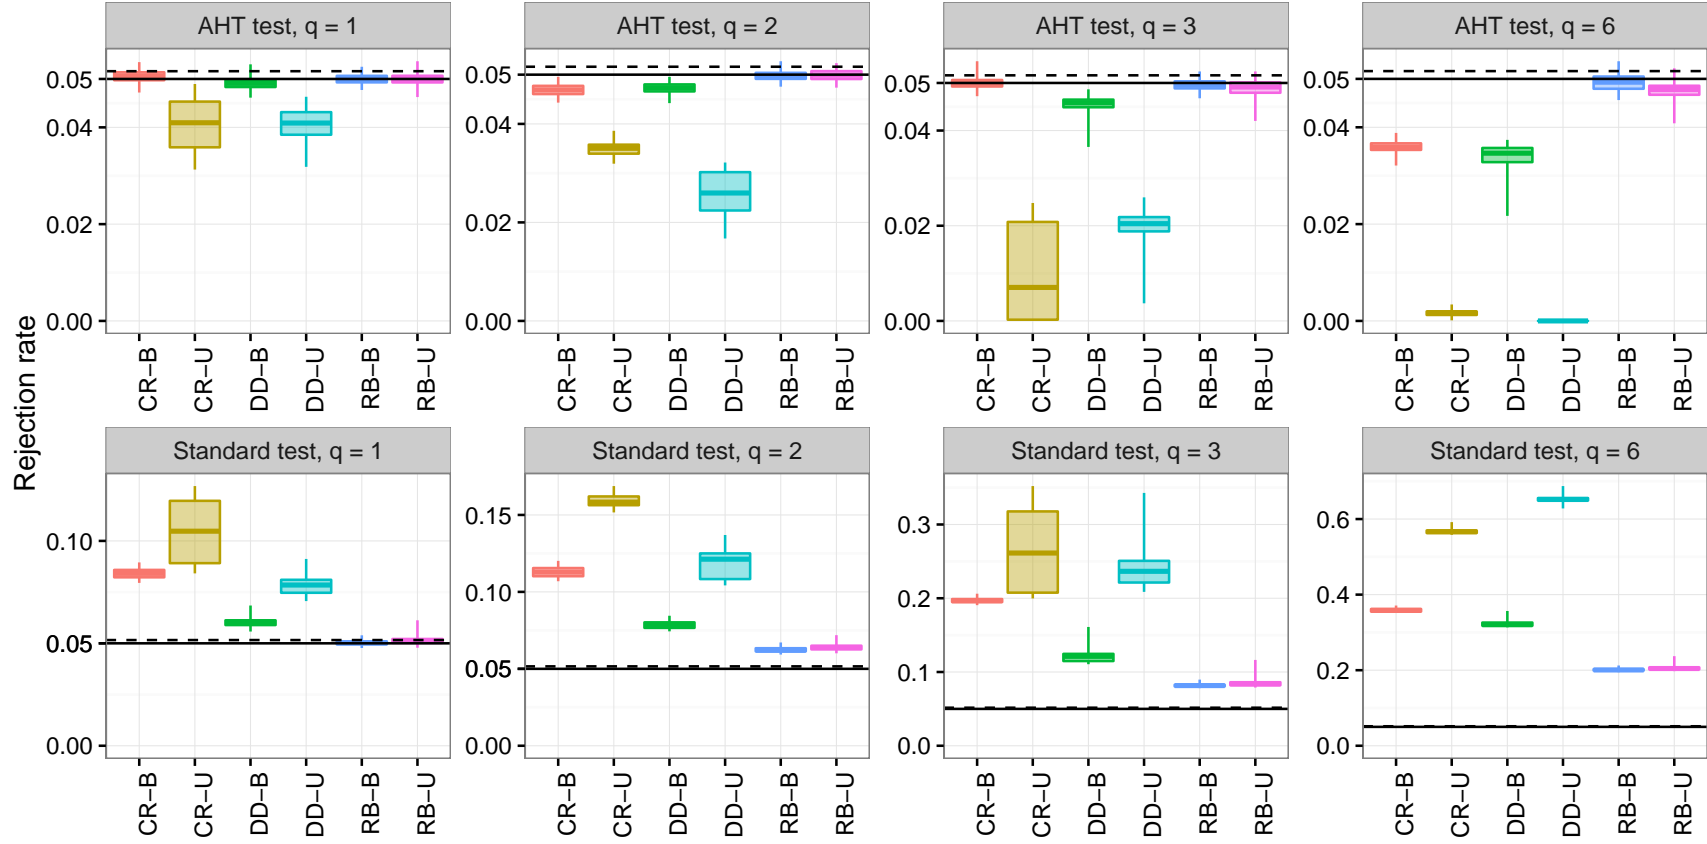 Rejection rate
AHT test, q = 1
0.05
0.04
0.02
0.00
CR−B
CR−U
DD−B
DD−U
RB−B
RB−U
AHT test, q = 2
0.05
0.04
0.02
0.00
CR−B
CR−U
DD−B
DD−U
RB−B
RB−U
AHT test, q = 3
0.05
0.04
0.02
0.00
CR−B
CR−U
DD−B
DD−U
RB−B
RB−U
AHT test, q = 6
0.05
0.04
0.02
0.00
CR−B
CR−U
DD−B
DD−U
RB−B
RB−U
Standard test, q = 1
0.10
0.05
0.00
CR−B
CR−U
DD−B
DD−U
RB−B
RB−U
Standard test, q = 2
0.15
0.10
0.05
0.00
CR−B
CR−U
DD−B
DD−U
RB−B
RB−U
Standard test, q = 3
0.3
0.2
0.1
0.0
CR−B
CR−U
DD−B
DD−U
RB−B
RB−U
Standard test, q = 6
0.6
0.4
0.2
0.0
CR−B
CR−U
DD−B
DD−U
RB−B
RB−U